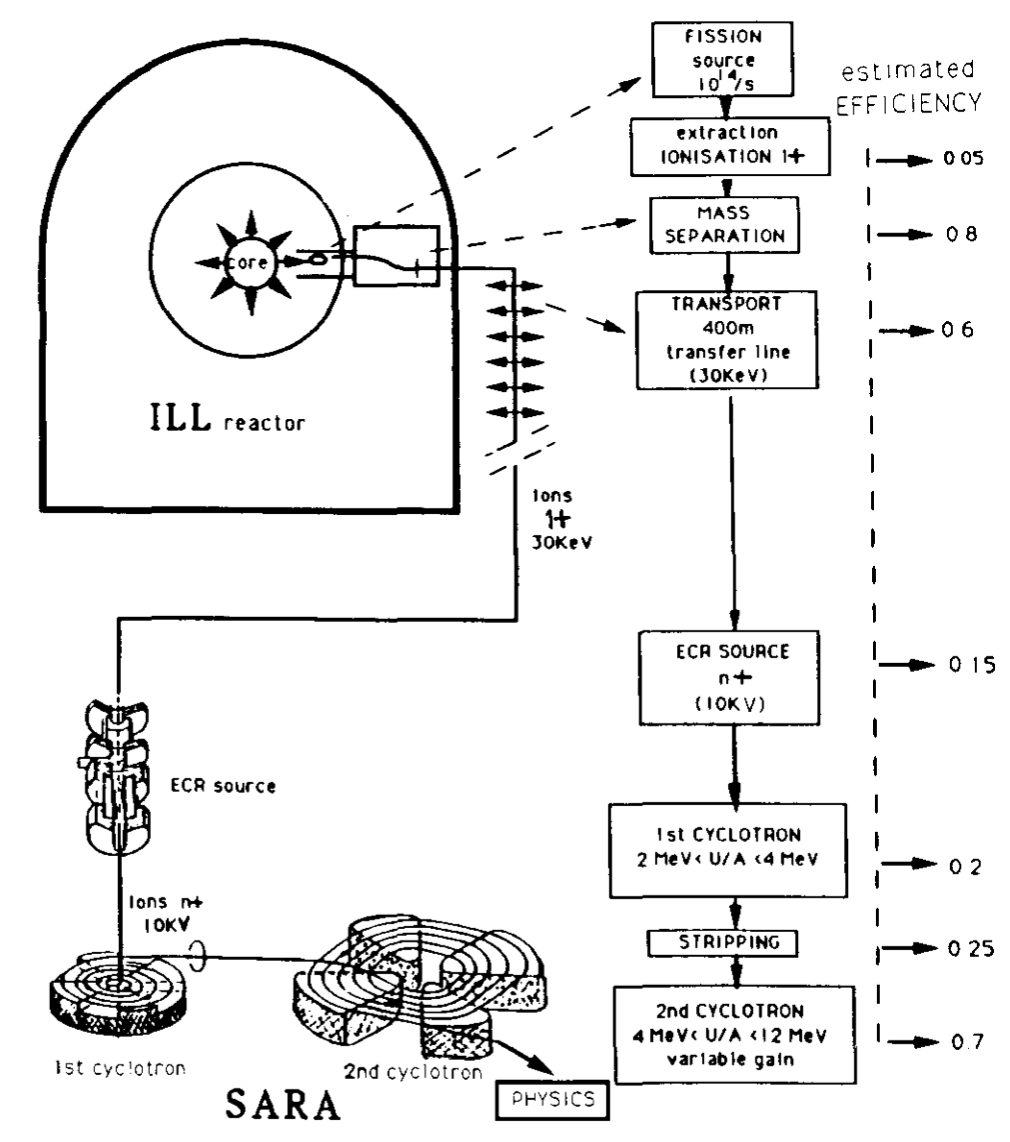 FISSION
source
10^14/s
estimated
EFFICIENCY
extraction
IONISATION 1+
0.05
MASS
SEPARATION
0.8
core
TRANSPORT
400m
transfer line
(30KeV)
0.6
ILL reactor
Ions
1+
30KeV
ECR SOURCE
n+
(10KV)
0.15
ECR source
1st CYCLOTRON
2 MeV< U/A <4 MeV
0.2
Ions n+
10KV
STRIPPING
0.25
2nd CYCLOTRON
4 MeV< U/A <12 MeV
variable gain
0.7
1st cyclotron
2nd cyclotron
SARA
PHYSICS